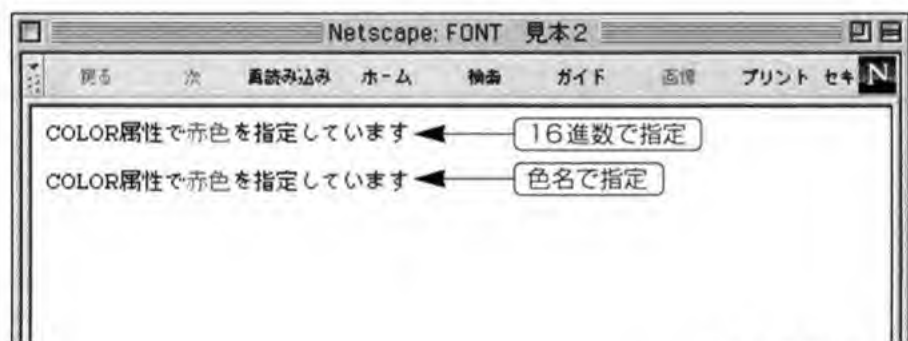 Netscape: FONT 見本2
戻る 次 再読み込み ホーム 検索 ガイド 画像 プリント セキ N
COLOR属性で赤色を指定しています 16進数で指定
COLOR属性で赤色を指定しています 色名で指定